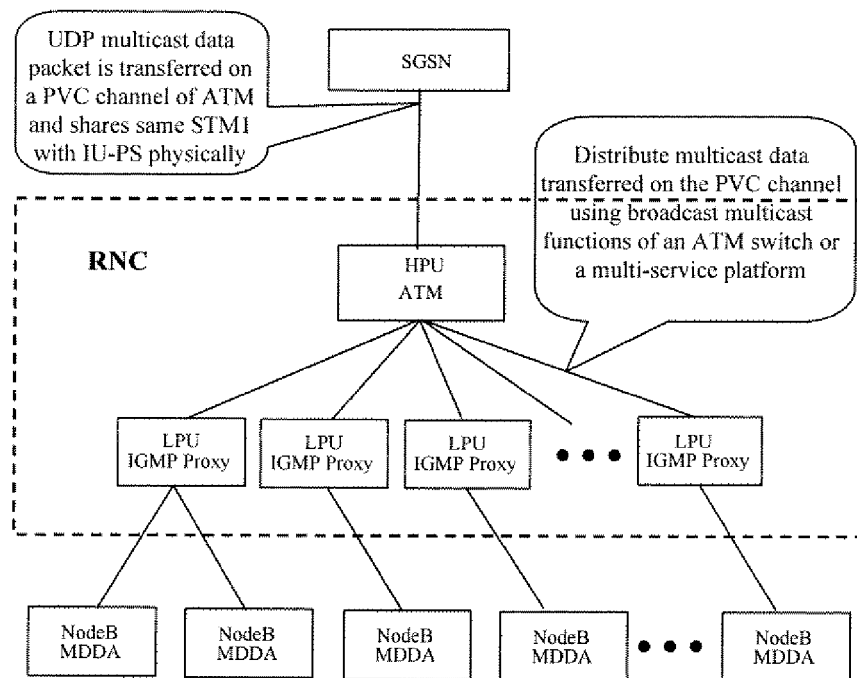 UDP multicast data
packet is transferred on
a PVC channel of ATM
and shares same STM1
with IU-PS physically
SGSN
Distribute multicast data
transferred on the PVC channel
using broadcast multicast
functions of an ATM switch or
a multi-service platform
RNC
HPU
ATM
LPU
IGMP Proxy
LPU
IGMP Proxy
LPU
IGMP Proxy
LPU
IGMP Proxy
NodeB
MDDA
NodeB
MDDA
NodeB
MDDA
NodeB
MDDA
NodeB
MDDA